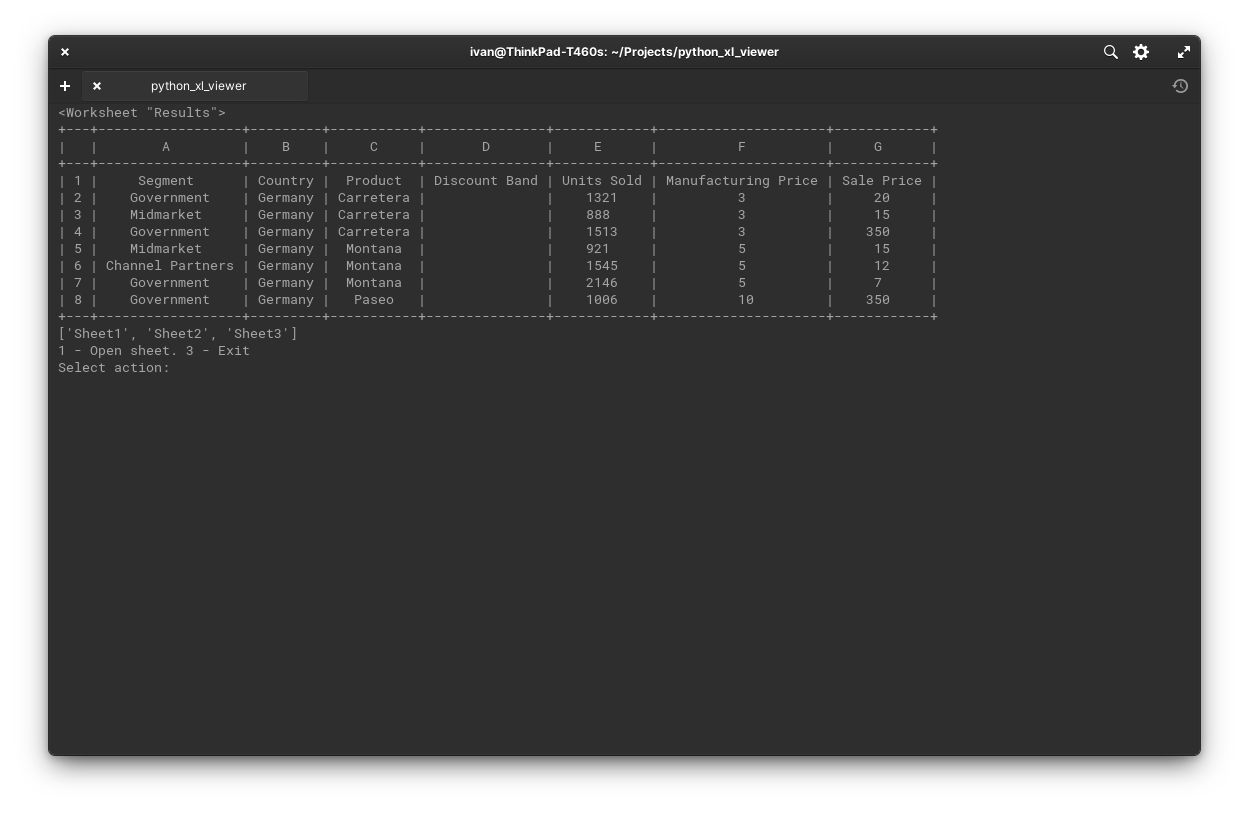 ivan@ThinkPad-T460s: ~/Projects/python_xl_viewer
python_xl_viewer
<Worksheet "Results">
+---+------------------+---------+-----------+---------------+------------+---------------------+------------+
|   |        A         |    B    |     C     |       D       |     E      |          F          |     G      |
+---+------------------+---------+-----------+---------------+------------+---------------------+------------+
| 1 |     Segment      | Country |  Product  | Discount Band | Units Sold | Manufacturing Price | Sale Price |
| 2 |    Government    | Germany | Carretera |               |    1321    |          3          |     20     |
| 3 |    Midmarket     | Germany | Carretera |               |    888     |          3          |     15     |
| 4 |    Government    | Germany | Carretera |               |    1513    |          3          |    350     |
| 5 |    Midmarket     | Germany |  Montana  |               |    921     |          5          |     15     |
| 6 | Channel Partners | Germany |  Montana  |               |    1545    |          5          |     12     |
| 7 |    Government    | Germany |  Montana  |               |    2146    |          5          |     7      |
| 8 |    Government    | Germany |   Paseo   |               |    1006    |          10         |    350     |
+---+------------------+---------+-----------+---------------+------------+---------------------+------------+
['Sheet1', 'Sheet2', 'Sheet3']
1 - Open sheet. 3 - Exit
Select action: